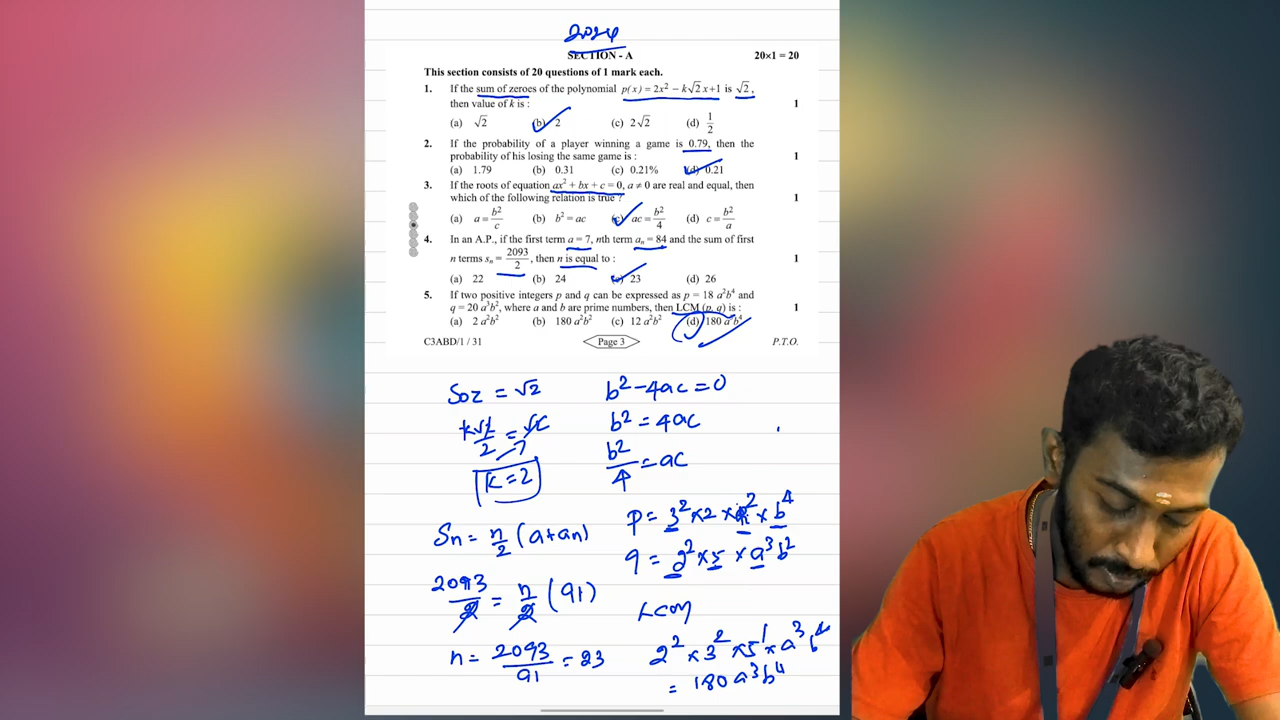 2024
SECTION - A 20×1 = 20
This section consists of 20 questions of 1 mark each.
1. If the sum of zeroes of the polynomial p(x) = 2x² − k√2 x+1 is √2,
then value of k is : 1
(a) √2 (b) 2 (c) 2√2 (d) 1/2
2. If the probability of a player winning a game is 0.79, then the
probability of his losing the same game is : 1
(a) 1.79 (b) 0.31 (c) 0.21% (d) 0.21
3. If the roots of equation ax² + bx + c = 0, a ≠ 0 are real and equal, then
which of the following relation is true ? 1
(a) a = b²/c (b) b² = ac (c) ac = b²/4 (d) c = b²/a
4. In an A.P., if the first term a = 7, nth term aₙ = 84 and the sum of first
n terms sₙ = 2093/2, then n is equal to : 1
(a) 22 (b) 24 (c) 23 (d) 26
5. If two positive integers p and q can be expressed as p = 18 a²b⁴ and
q = 20 a³b², where a and b are prime numbers, then LCM (p, q) is : 1
(a) 2 a²b² (b) 180 a²b² (c) 12 a²b² (d) 180 a³b⁴
C3ABD/1 / 31 Page 3 P.T.O.
SOZ = √2
k√2/2 = √2
k = 2
b²−4ac = 0
b² = 4ac
b²/4 = ac
Sn = n/2 (a+an)
2093/2 = n/2 (91)
n = 2093/91 = 23
p = 3² × 2 × a² × b⁴
q = 2² × 5 × a³ b²
LCM
2² × 3² × 5¹ × a³ b⁴
= 180 a³b⁴